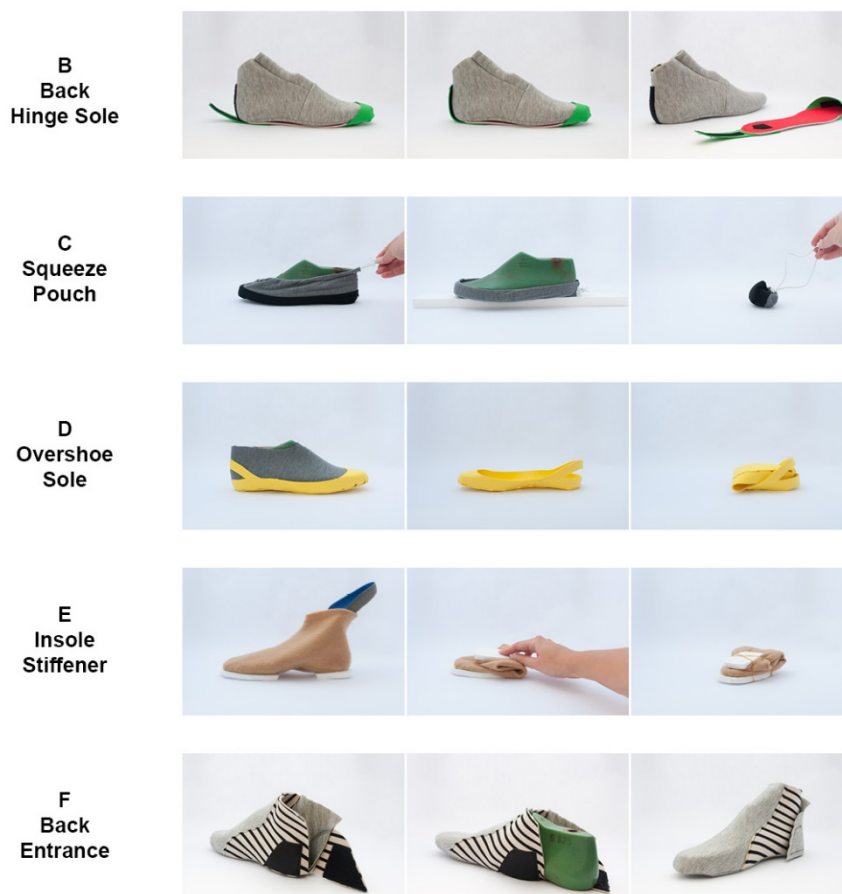 B
Back
Hinge Sole
C
Squeeze
Pouch
D
Overshoe
Sole
E
Insole
Stiffener
F
Back
Entrance